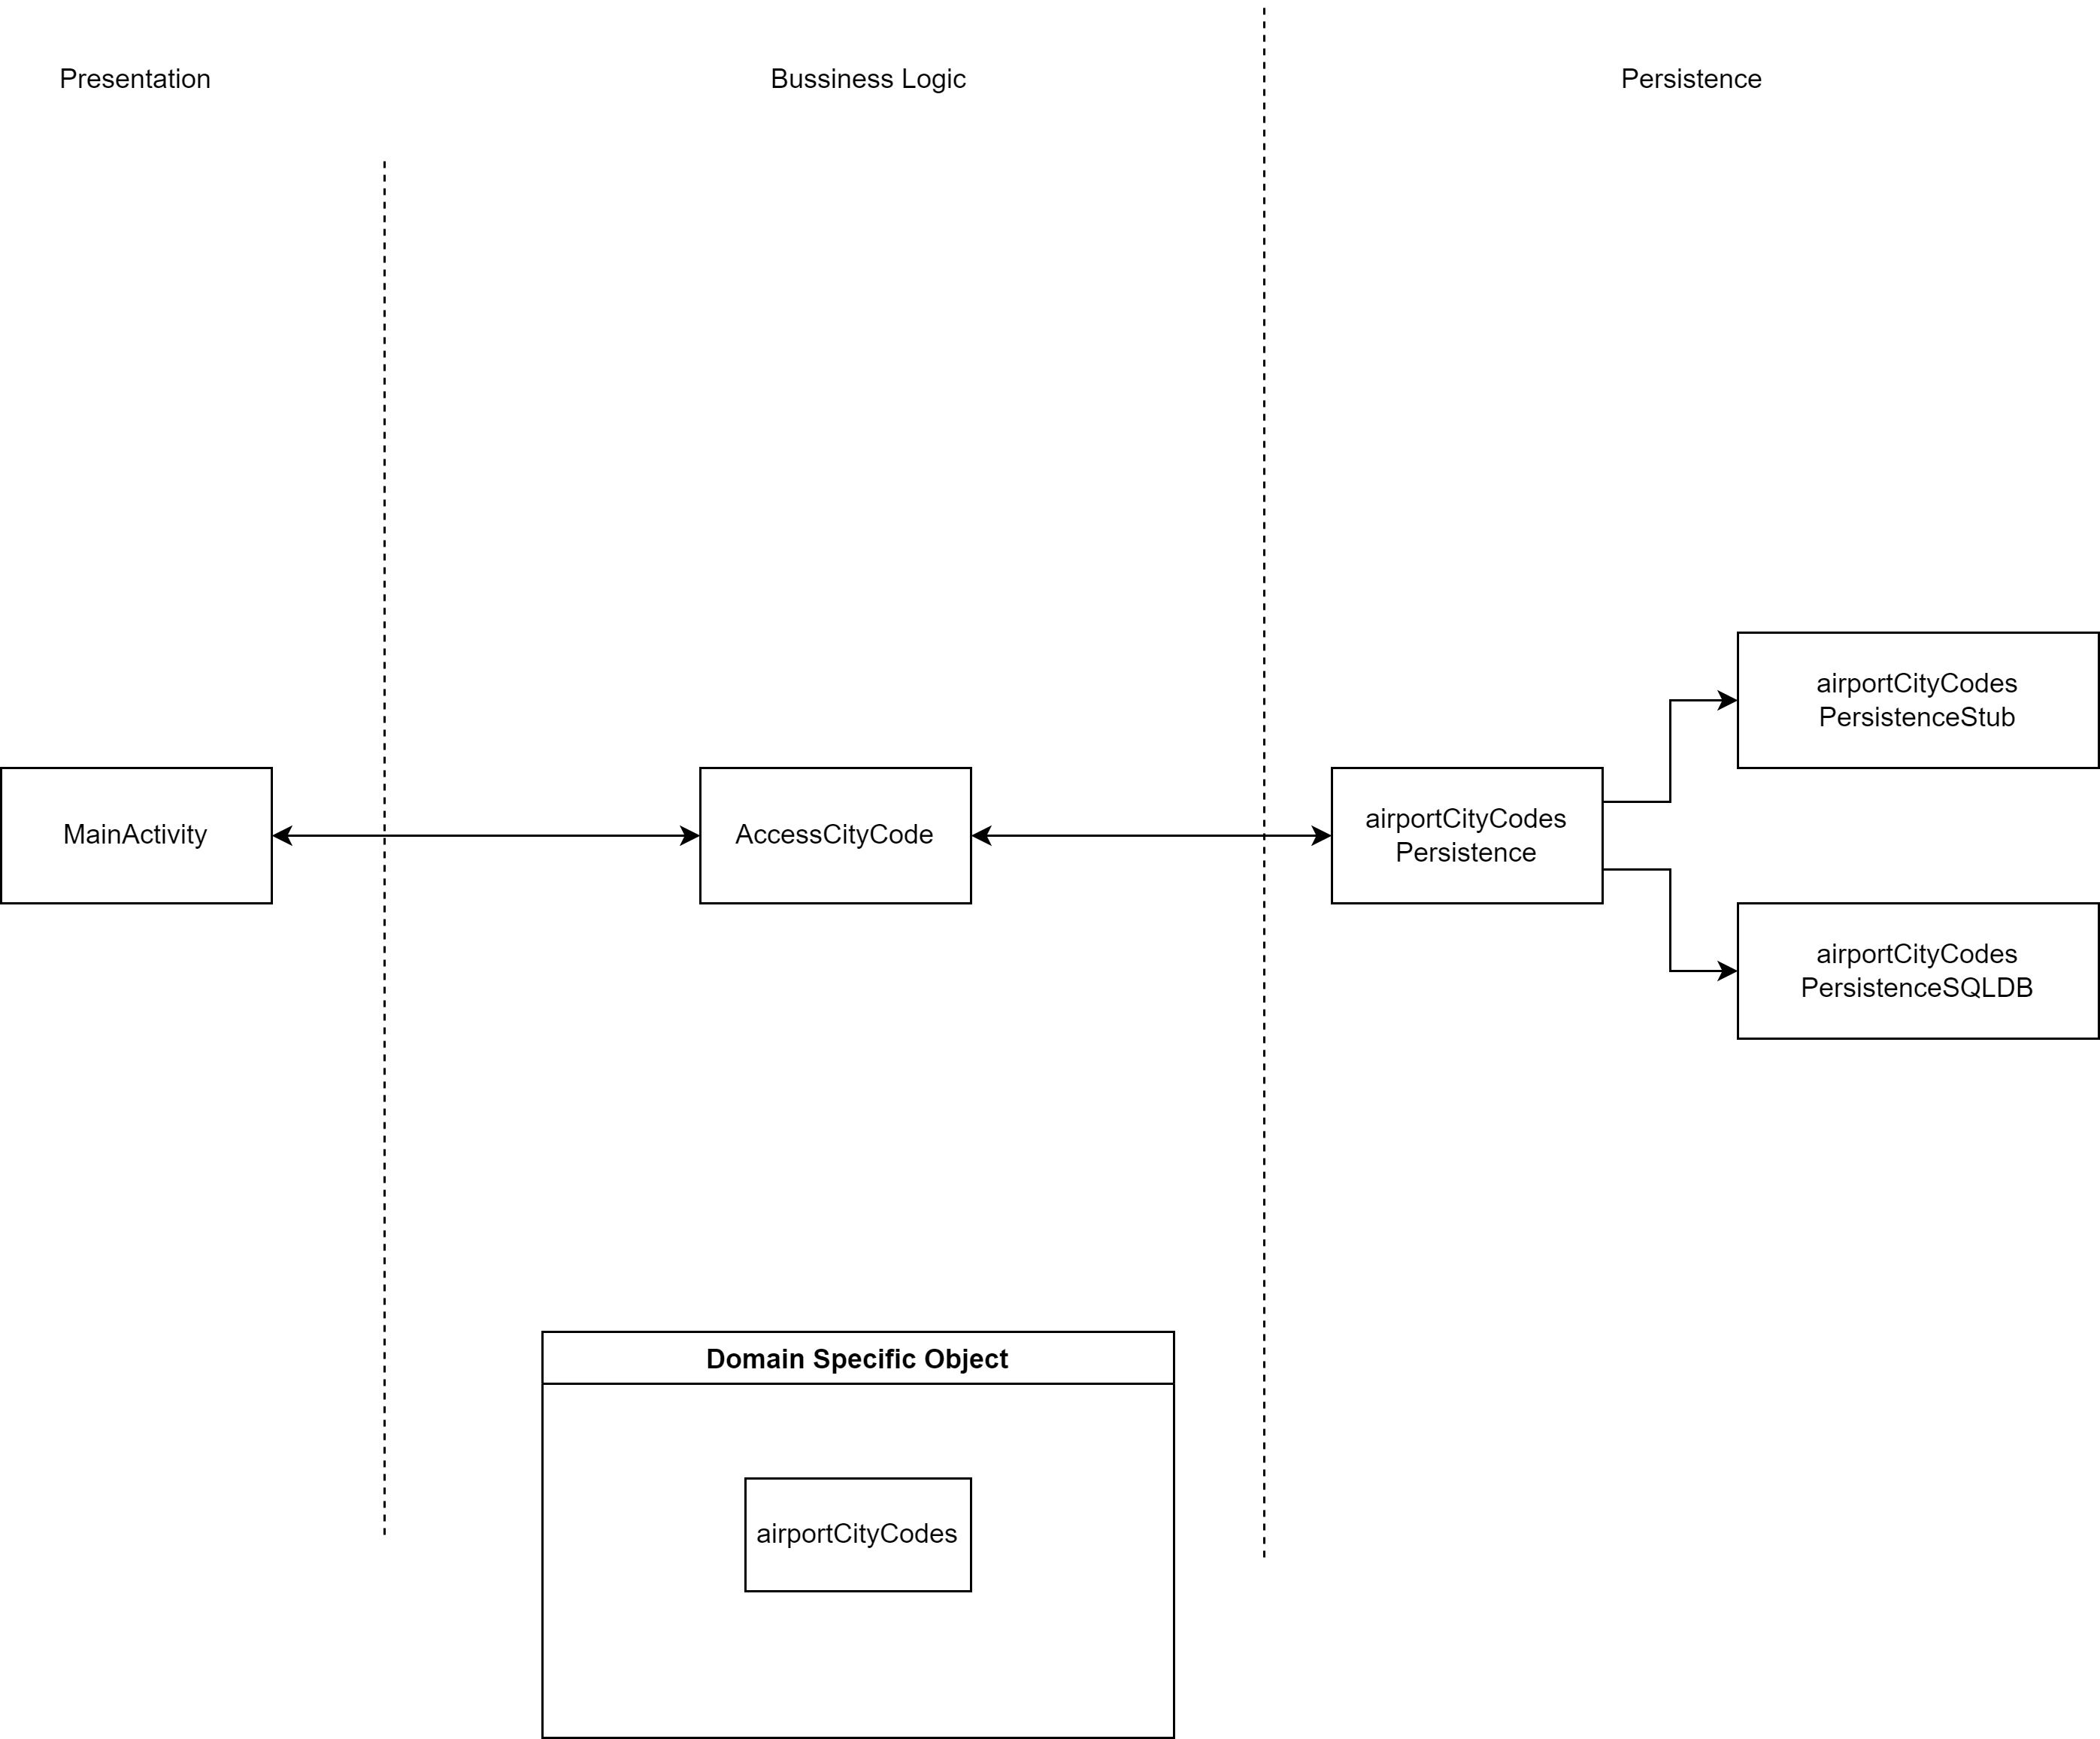 Presentation
Bussiness Logic
Persistence
MainActivity
AccessCityCode
airportCityCodes
Persistence
airportCityCodes
PersistenceStub
airportCityCodes
PersistenceSQLDB
Domain Specific Object
airportCityCodes